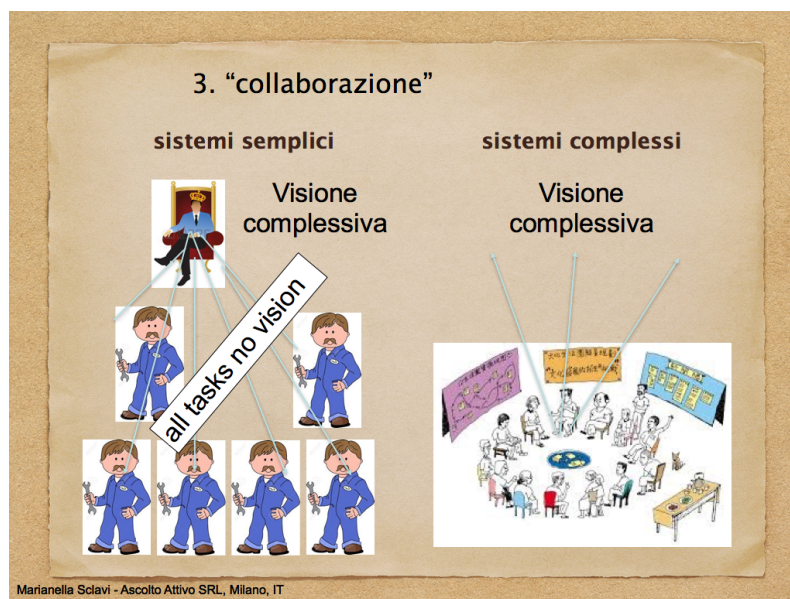 3. “collaborazione”
sistemi semplici
sistemi complessi
Visione
complessiva
Visione
complessiva
all tasks no vision
Marianella Sclavi - Ascolto Attivo SRL, Milano, IT